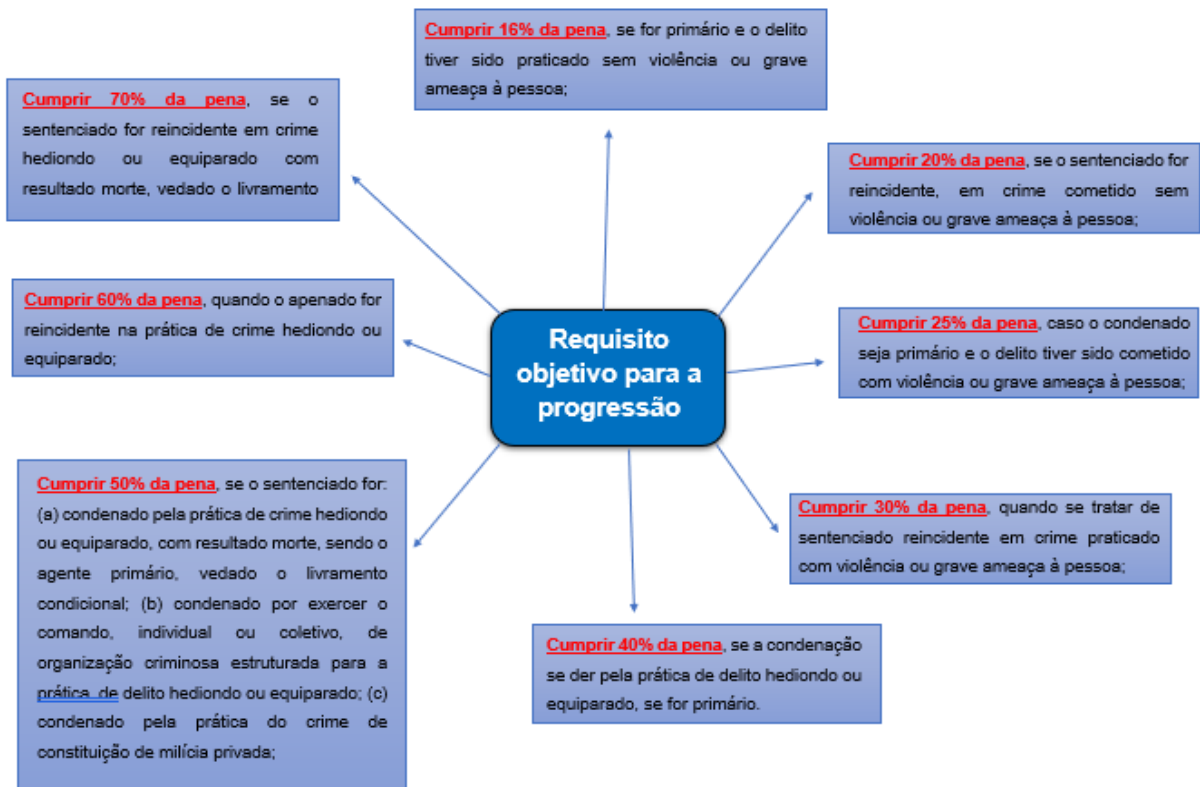 Cumprir 16% da pena, se for primário e o delito
tiver sido praticado sem violência ou grave
ameaça à pessoa;
Cumprir 70% da pena, se o
sentenciado for reincidente em crime
hediondo ou equiparado com
resultado morte, vedado o livramento
Cumprir 20% da pena, se o sentenciado for
reincidente, em crime cometido sem
violência ou grave ameaça à pessoa;
Cumprir 60% da pena, quando o apenado for
reincidente na prática de crime hediondo ou
equiparado;
Requisito
objetivo para a
progressão
Cumprir 25% da pena, caso o condenado
seja primário e o delito tiver sido cometido
com violência ou grave ameaça à pessoa;
Cumprir 50% da pena, se o sentenciado for:
(a) condenado pela prática de crime hediondo
ou equiparado, com resultado morte, sendo o
agente primário, vedado o livramento
condicional; (b) condenado por exercer o
comando, individual ou coletivo, de
organização criminosa estruturada para a
prática de delito hediondo ou equiparado; (c)
condenado pela prática do crime de
constituição de milícia privada;
Cumprir 30% da pena, quando se tratar de
sentenciado reincidente em crime praticado
com violência ou grave ameaça à pessoa;
Cumprir 40% da pena, se a condenação
se der pela prática de delito hediondo ou
equiparado, se for primário.